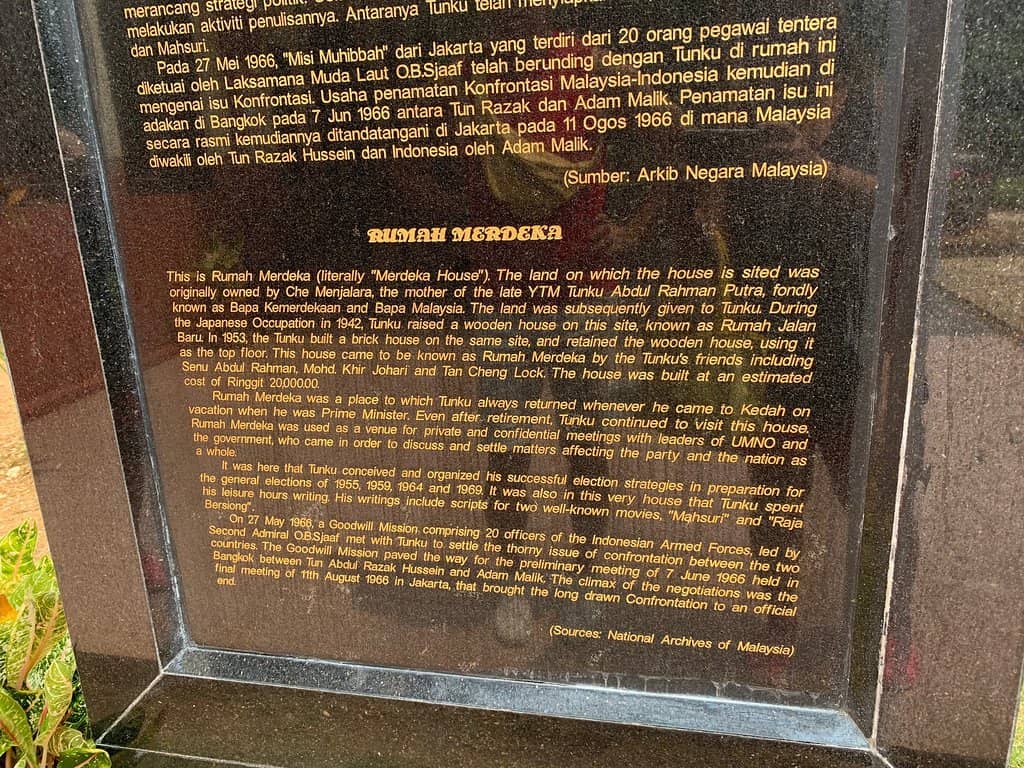 merancang strategi politik.
melakukan aktiviti penulisannya. Antaranya Tunku telah
dan Mahsuri.
Pada 27 Mei 1966, "Misi Muhibbah" dari Jakarta yang terdiri dari 20 orang pegawai tentera
diketuai oleh Laksamana Muda Laut O.B.Sjaaf telah berunding dengan Tunku di rumah ini
mengenai isu Konfrontasi. Usaha penamatan Konfrontasi Malaysia-Indonesia kemudian di
adakan di Bangkok pada 7 Jun 1966 antara Tun Razak dan Adam Malik. Penamatan isu ini
secara rasmi kemudiannya ditandatangani di Jakarta pada 11 Ogos 1966 di mana Malaysia
diwakili oleh Tun Razak Hussein dan Indonesia oleh Adam Malik.
(Sumber: Arkib Negara Malaysia)
RUMAH MERDEKA
This is Rumah Merdeka (literally "Merdeka House"). The land on which the house is sited was
originally owned by Che Menjalara, the mother of the late YTM Tunku Abdul Rahman Putra, fondly
known as Bapa Kemerdekaan and Bapa Malaysia. The land was subsequently given to Tunku. During
the Japanese Occupation in 1942, Tunku raised a wooden house on this site, known as Rumah Jalan
Baru. In 1953, the Tunku built a brick house on the same site, and retained the wooden house, using it
as the top floor. This house came to be known as Rumah Merdeka by the Tunku's friends including
Senu Abdul Rahman, Mohd. Khir Johari and Tan Cheng Lock. The house was built at an estimated
cost of Ringgit 20,000.00.
Rumah Merdeka was a place to which Tunku always returned whenever he came to Kedah on
vacation when he was Prime Minister. Even after retirement, Tunku continued to visit this house.
Rumah Merdeka was used as a venue for private and confidential meetings with leaders of UMNO and
the government, who came in order to discuss and settle matters affecting the party and the nation as
a whole.
It was here that Tunku conceived and organized his successful election strategies in preparation for
the general elections of 1955, 1959, 1964 and 1969. It was also in this very house that Tunku spent
his leisure hours writing. His writings include scripts for two well-known movies, "Mahsuri" and "Raja
Bersiong".
On 27 May 1966, a Goodwill Mission comprising 20 officers of the Indonesian Armed Forces, led by
Second Admiral O.B.Sjaaf met with Tunku to settle the thorny issue of confrontation between the two
countries. The Goodwill Mission paved the way for the preliminary meeting of 7 June 1966 held in
Bangkok between Tun Abdul Razak Hussein and Adam Malik. The climax of the negotiations was the
final meeting of 11th August 1966 in Jakarta, that brought the long drawn Confrontation to an official
end.
(Sources: National Archives of Malaysia)